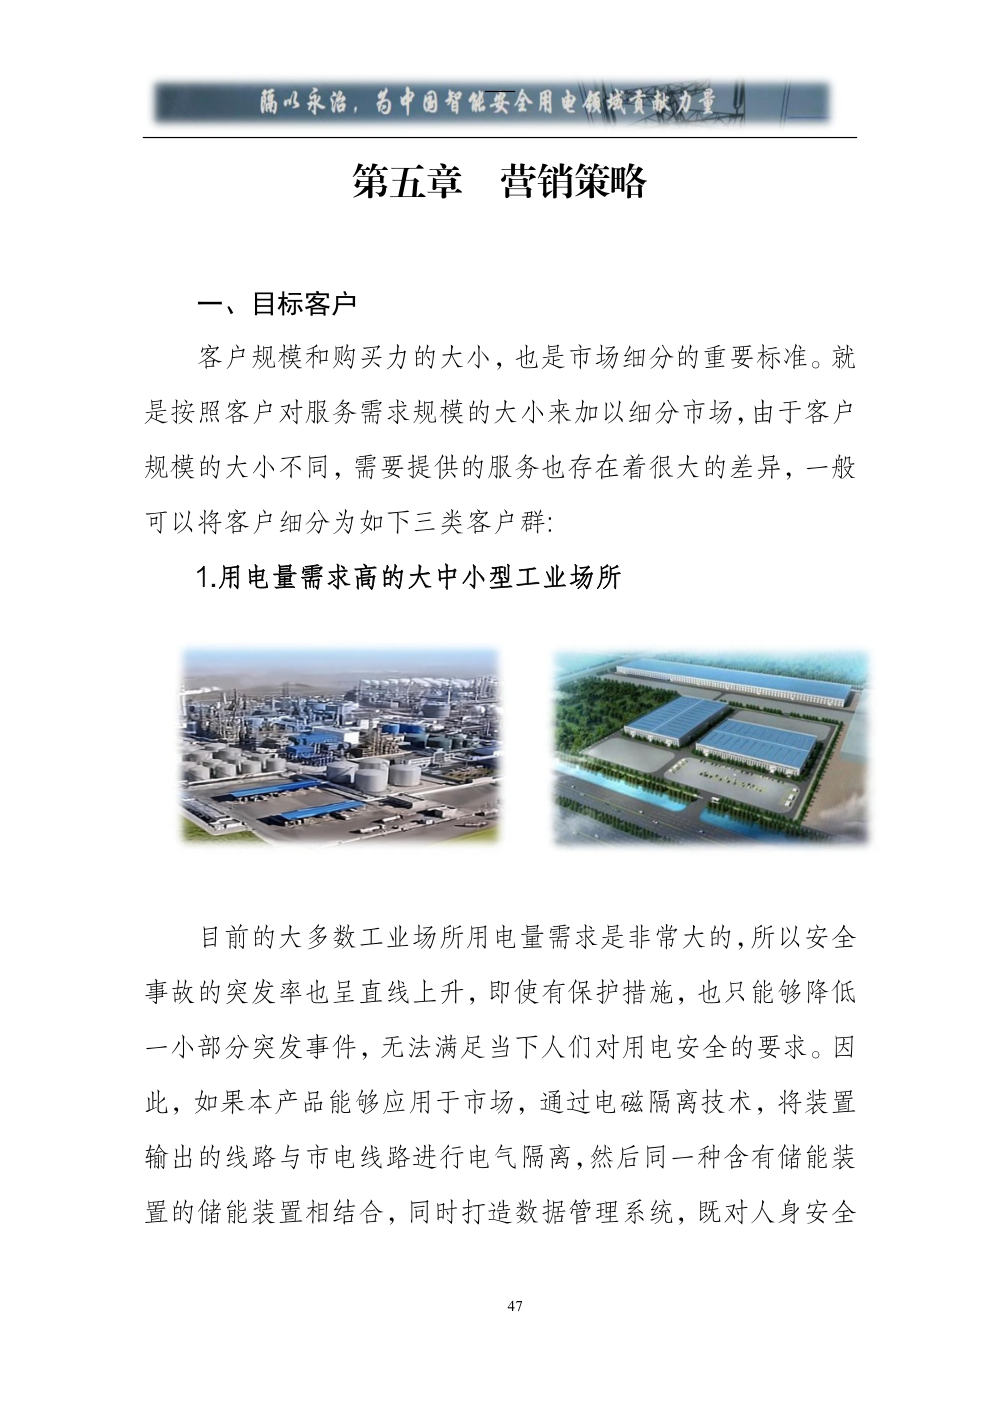 隔以永治，为中国智能安全用电领域贡献力量
第五章　营销策略
一、目标客户
客户规模和购买力的大小，也是市场细分的重要标准。就
是按照客户对服务需求规模的大小来加以细分市场，由于客户
规模的大小不同，需要提供的服务也存在着很大的差异，一般
可以将客户细分为如下三类客户群：
1.用电量需求高的大中小型工业场所
目前的大多数工业场所用电量需求是非常大的，所以安全
事故的突发率也呈直线上升，即使有保护措施，也只能够降低
一小部分突发事件，无法满足当下人们对用电安全的要求。因
此，如果本产品能够应用于市场，通过电磁隔离技术，将装置
输出的线路与市电线路进行电气隔离，然后同一种含有储能装
置的储能装置相结合，同时打造数据管理系统，既对人身安全
47